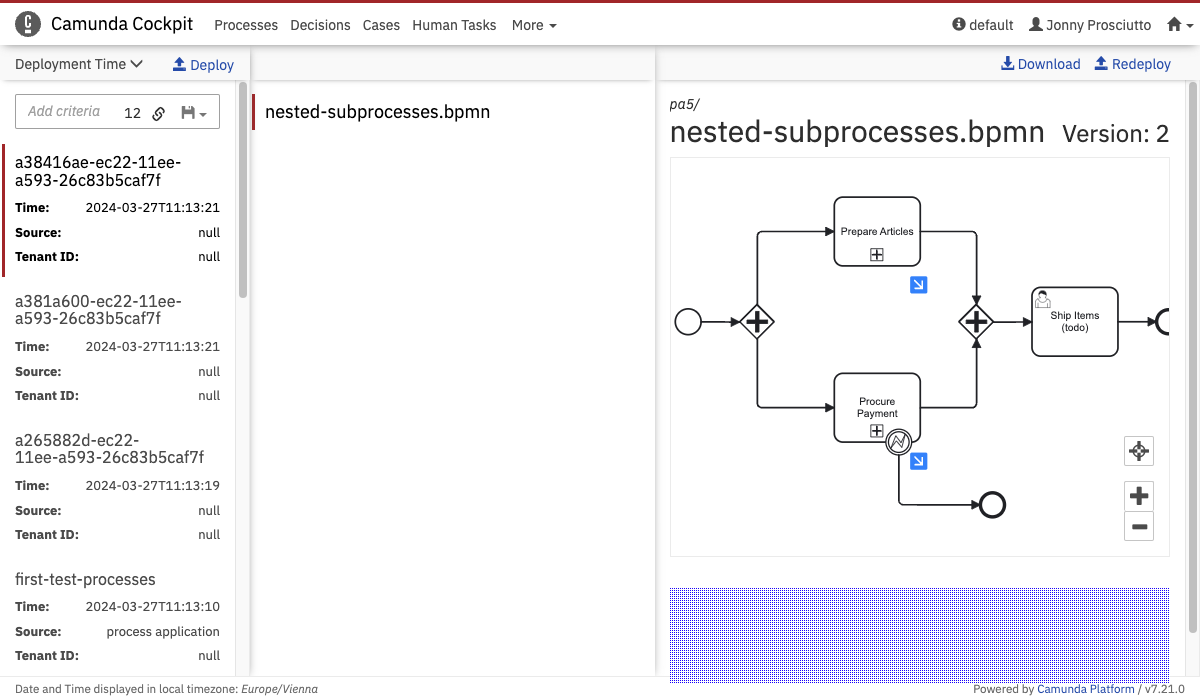 Camunda Cockpit Processes Decisions Cases Human Tasks More default Jonny Prosciutto
Deployment Time Deploy
Add criteria 12
a38416ae-ec22-11ee-
a593-26c83b5caf7f
Time: 2024-03-27T11:13:21
Source: null
Tenant ID: null
a381a600-ec22-11ee-
a593-26c83b5caf7f
Time: 2024-03-27T11:13:21
Source: null
Tenant ID: null
a265882d-ec22-
11ee-a593-26c83b5caf7f
Time: 2024-03-27T11:13:19
Source: null
Tenant ID: null
first-test-processes
Time: 2024-03-27T11:13:10
Source: process application
Tenant ID: null
nested-subprocesses.bpmn
Download Redeploy
pa5/
nested-subprocesses.bpmn Version: 2
Prepare Articles
Ship Items
(todo)
Procure
Payment
Date and Time displayed in local timezone: Europe/Vienna
Powered by Camunda Platform / v7.21.0